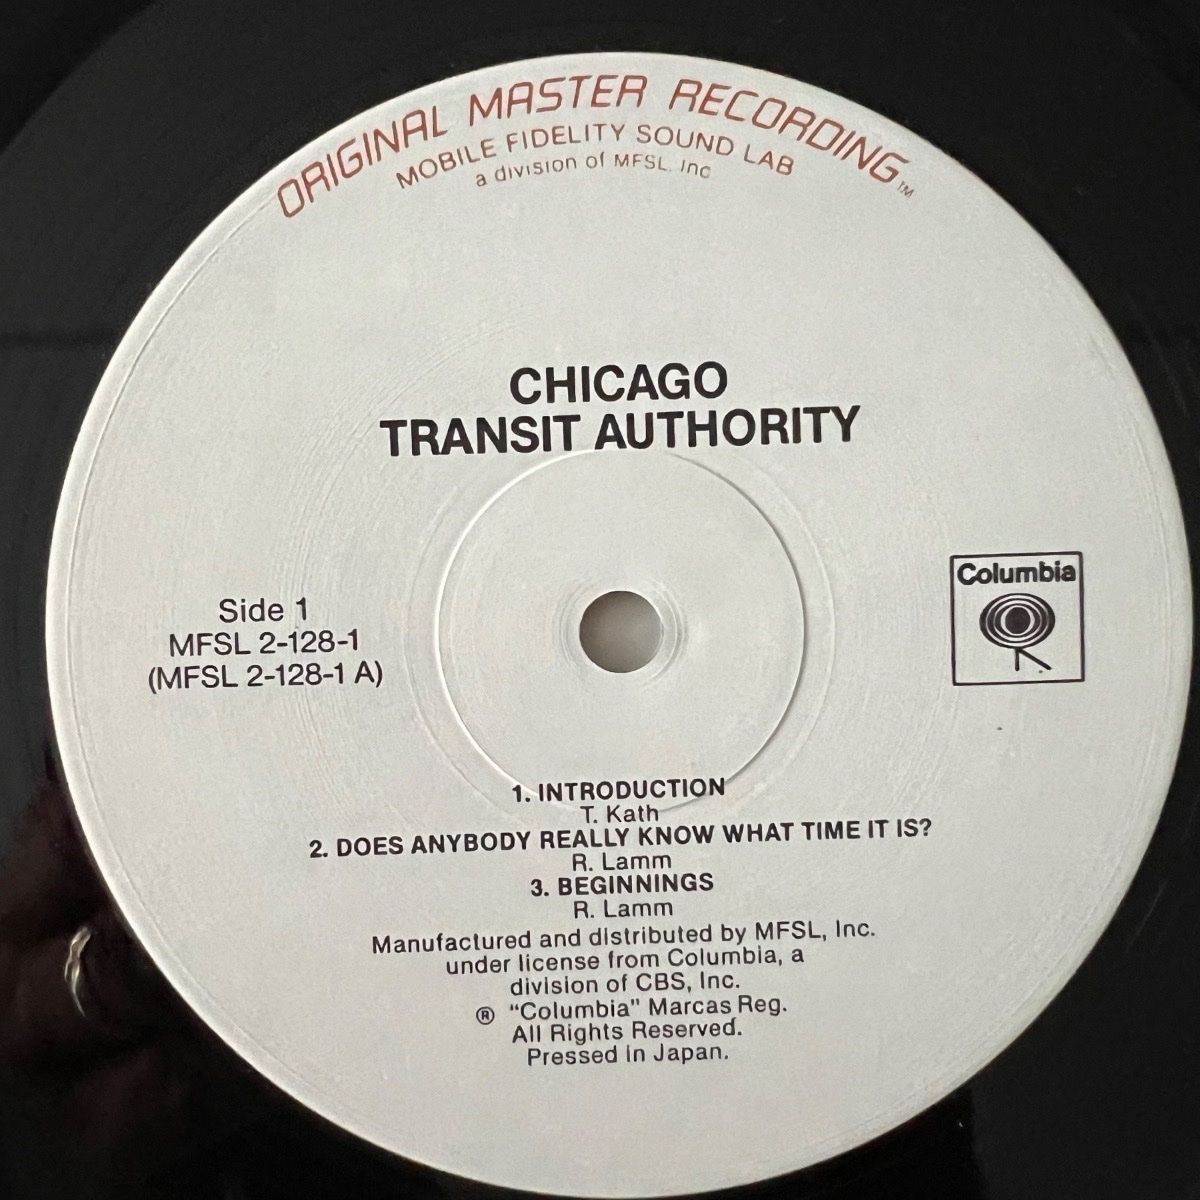 ORIGINAL MASTER RECORDING™
MOBILE FIDELITY SOUND LAB
a division of MFSL. Inc
CHICAGO
TRANSIT AUTHORITY
Columbia
Side 1
MFSL 2-128-1
(MFSL 2-128-1 A)
1. INTRODUCTION
T. Kath
2. DOES ANYBODY REALLY KNOW WHAT TIME IT IS?
R. Lamm
3. BEGINNINGS
R. Lamm
Manufactured and distributed by MFSL, Inc.
under license from Columbia, a
division of CBS, Inc.
® "Columbia" Marcas Reg.
All Rights Reserved.
Pressed in Japan.